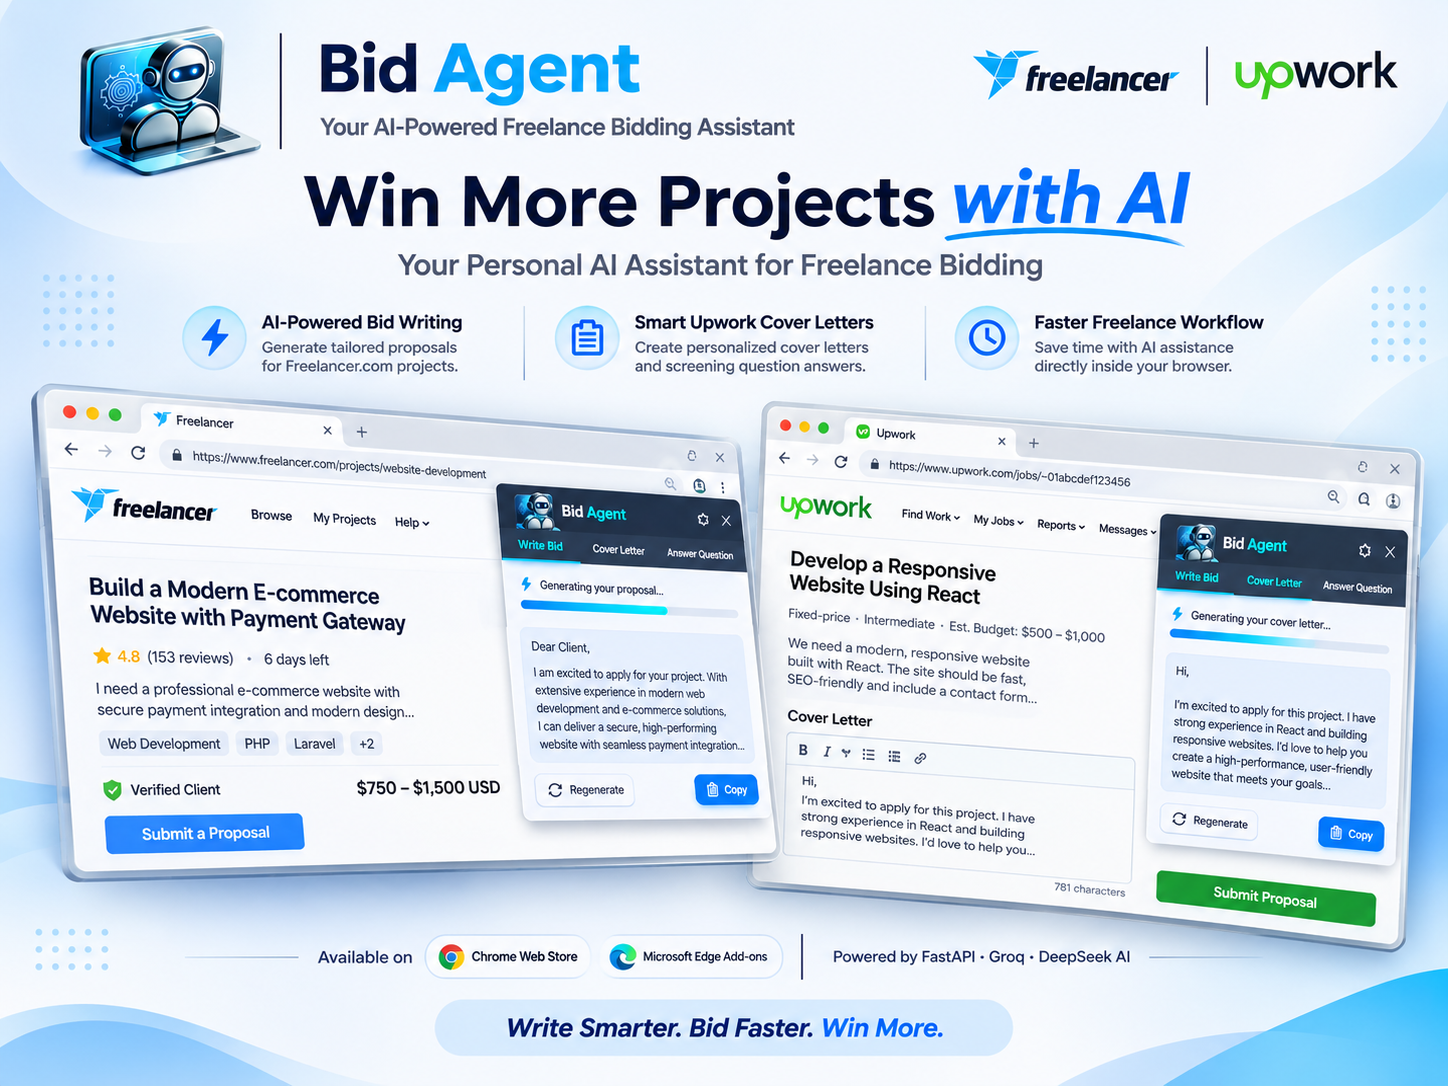 Bid Agent
Your AI-Powered Freelance Bidding Assistant
freelancer
upwork
Win More Projects with AI
Your Personal AI Assistant for Freelance Bidding
AI-Powered Bid Writing
Generate tailored proposals
for Freelancer.com projects.
Smart Upwork Cover Letters
Create personalized cover letters
and screening question answers.
Faster Freelance Workflow
Save time with AI assistance
directly inside your browser.
Freelancer
https://www.freelancer.com/projects/website-development
freelancer
Browse
My Projects
Help
Build a Modern E-commerce
Website with Payment Gateway
4.8 (153 reviews) • 6 days left
I need a professional e-commerce website with
secure payment integration and modern design...
Web Development
PHP
Laravel
+2
Verified Client
$750 – $1,500 USD
Submit a Proposal
Bid Agent
Write Bid
Cover Letter
Answer Question
Generating your proposal...
Dear Client,
I am excited to apply for your project. With
extensive experience in modern web
development and e-commerce solutions,
I can deliver a secure, high-performing
website with seamless payment integration...
Regenerate
Copy
Upwork
https://www.upwork.com/jobs/~01abcdef123456
upwork
Find Work
My Jobs
Reports
Messages
Develop a Responsive
Website Using React
Fixed-price · Intermediate · Est. Budget: $500 – $1,000
We need a modern, responsive website
built with React. The site should be fast,
SEO-friendly and include a contact form...
Cover Letter
B I
Hi,
I'm excited to apply for this project. I have
strong experience in React and building
responsive websites. I'd love to help you...
781 characters
Bid Agent
Write Bid
Cover Letter
Answer Question
Generating your cover letter...
Hi,
I'm excited to apply for this project. I have
strong experience in React and building
responsive websites. I'd love to help you
create a high-performance, user-friendly
website that meets your goals...
Regenerate
Copy
Submit Proposal
Available on
Chrome Web Store
Microsoft Edge Add-ons
Powered by FastAPI • Groq • DeepSeek AI
Write Smarter. Bid Faster. Win More.